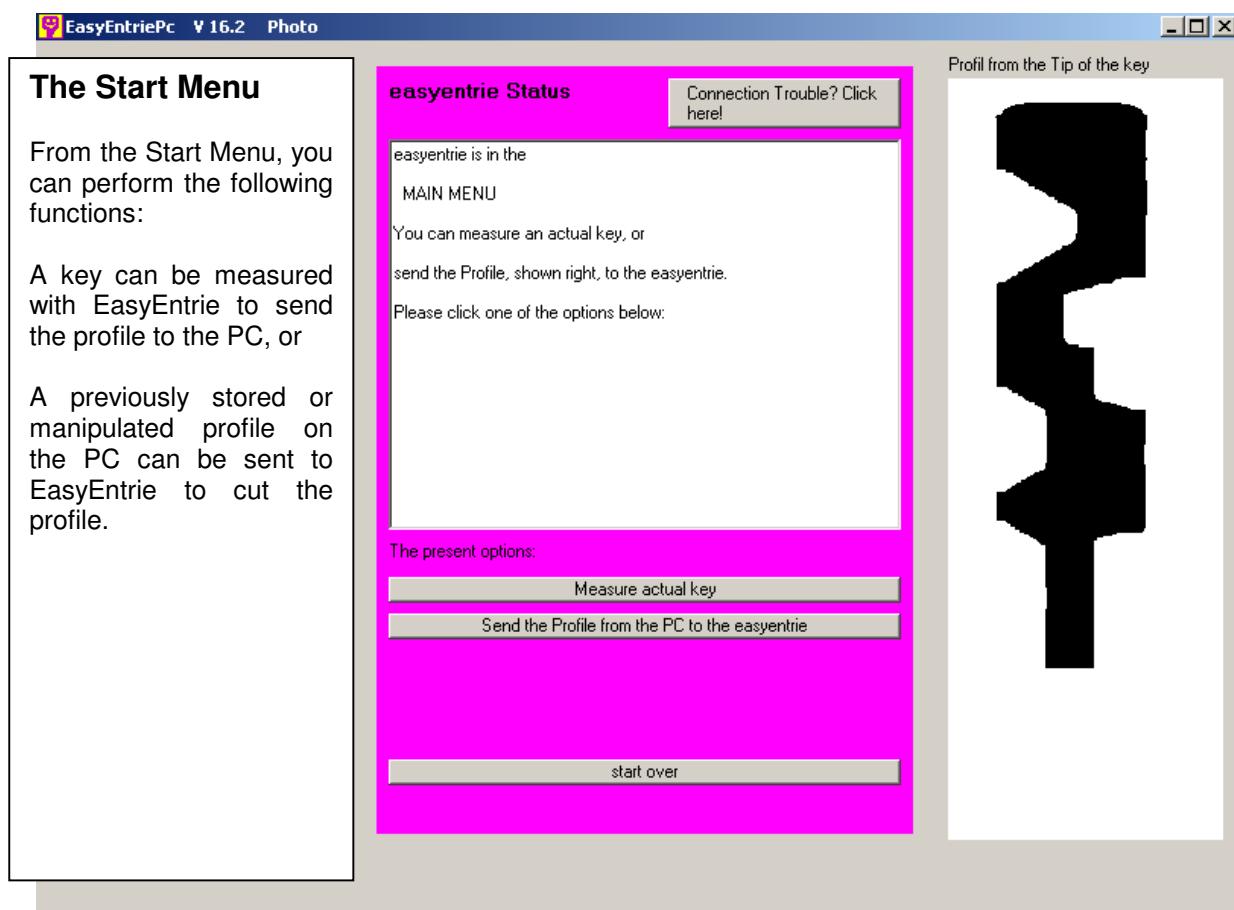 EasyEntriePc V 16.2 Photo
The Start Menu
From the Start Menu, you
can perform the following
functions:
A key can be measured
with EasyEntrie to send
the profile to the PC, or
A previously stored or
manipulated profile on
the PC can be sent to
EasyEntrie to cut the
profile.
easyentrie Status
Connection Trouble? Click
here!
easyentrie is in the
MAIN MENU
You can measure an actual key, or
send the Profile, shown right, to the easyentrie.
Please click one of the options below:
The present options:
Measure actual key
Send the Profile from the PC to the easyentrie
start over
Profil from the Tip of the key